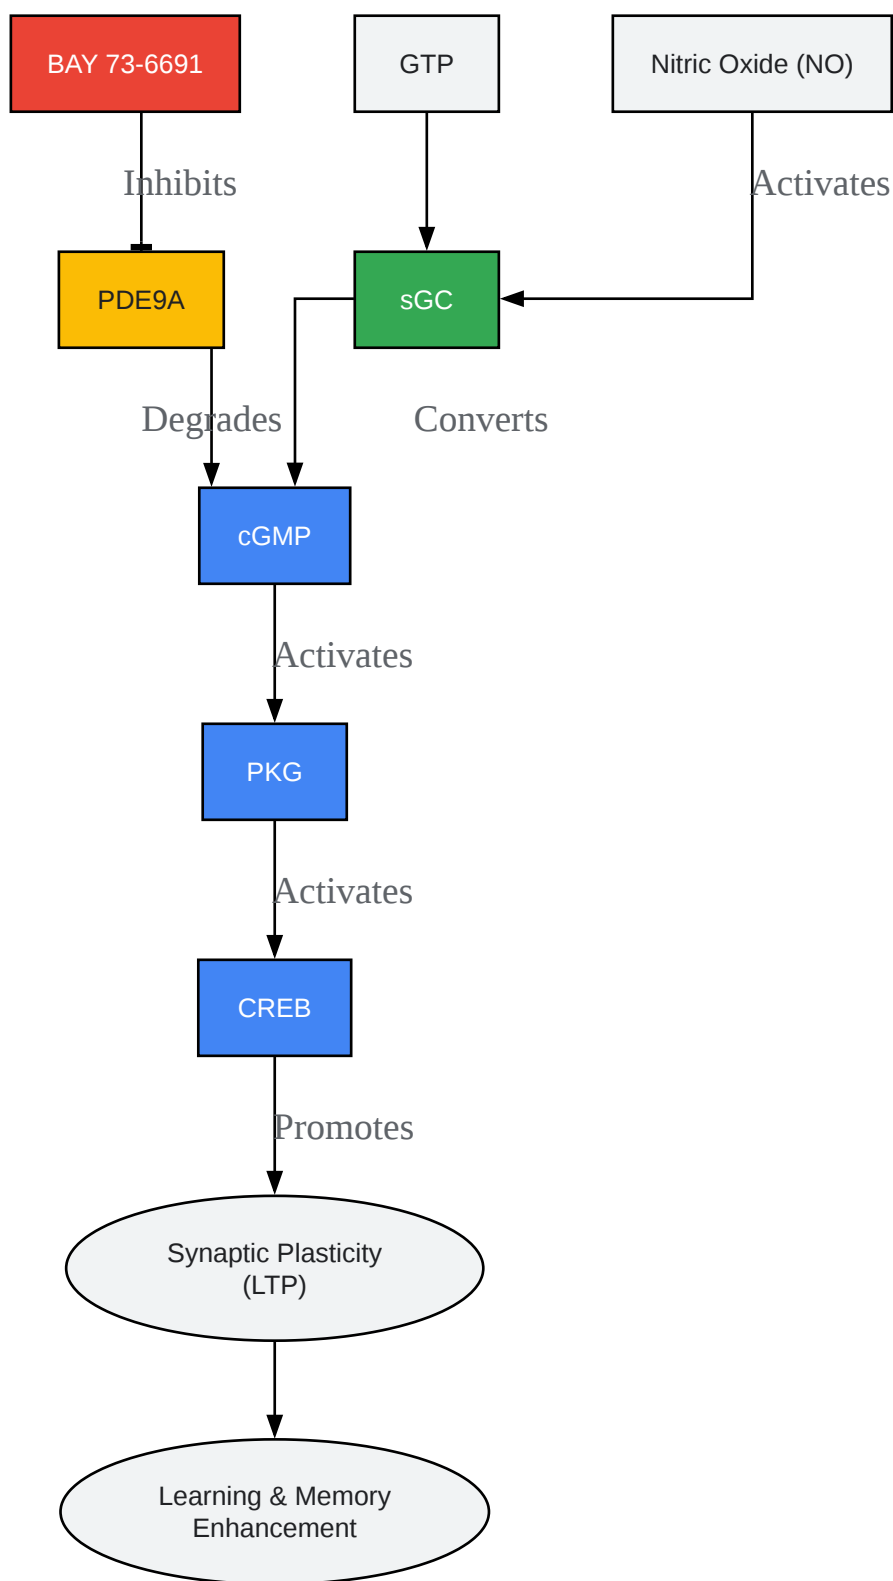 BAY 73-6691
GTP
Nitric Oxide (NO)
Inhibits
Activates
PDE9A
sGC
Degrades
Converts
cGMP
Activates
PKG
Activates
CREB
Promotes
Synaptic Plasticity
(LTP)
Learning & Memory
Enhancement